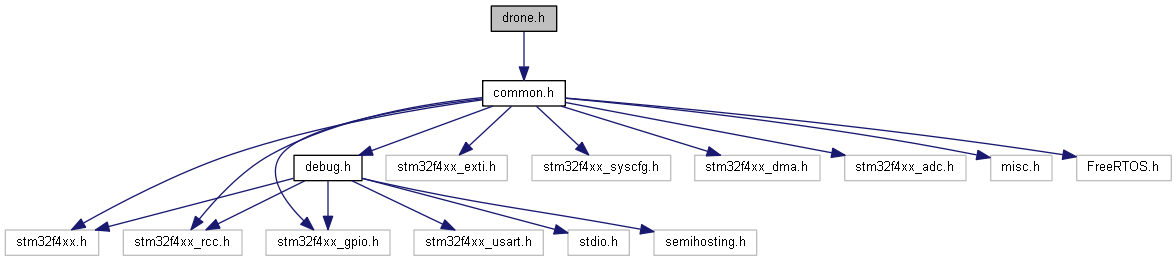 drone.h
common.h
debug.h
stm32f4xx_exti.h
stm32f4xx_syscfg.h
stm32f4xx_dma.h
stm32f4xx_adc.h
misc.h
FreeRTOS.h
stm32f4xx.h
stm32f4xx_rcc.h
stm32f4xx_gpio.h
stm32f4xx_usart.h
stdio.h
semihosting.h